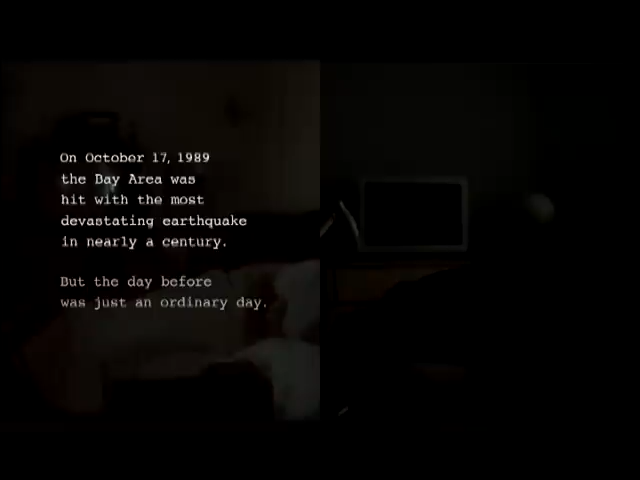 On October 17, 1989
the Bay Area was
hit with the most
devastating earthquake
in nearly a century.
But the day before
was just an ordinary day.